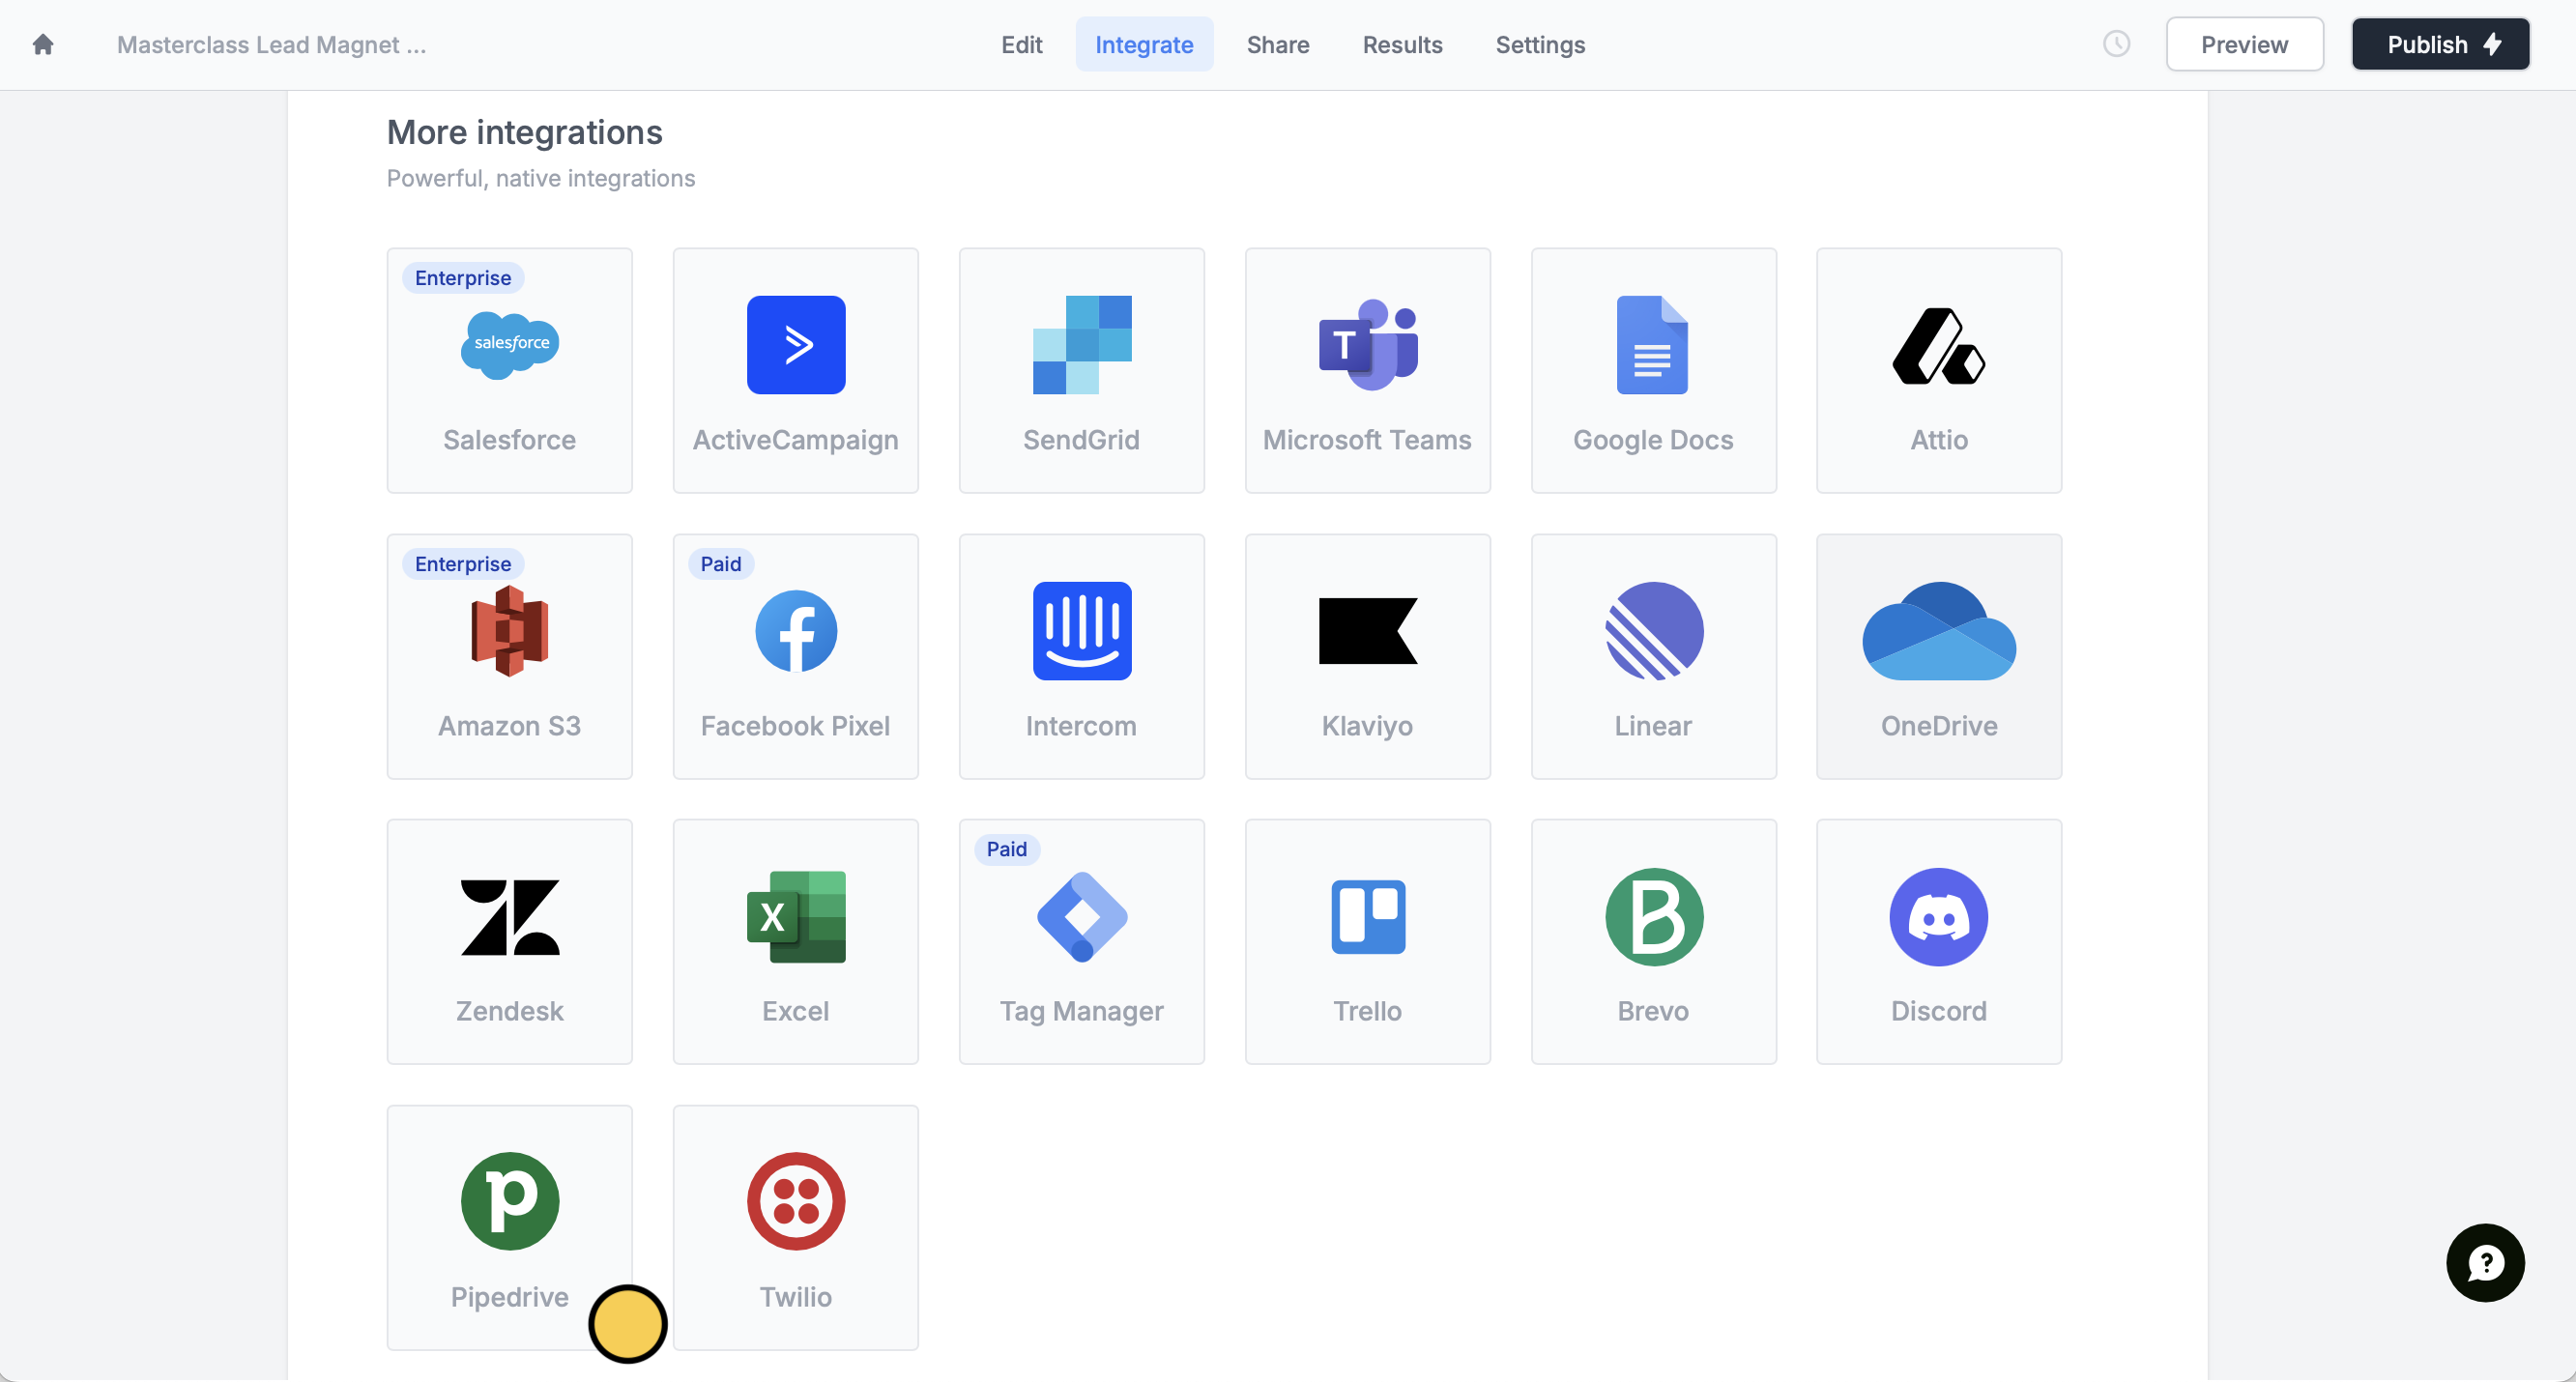 Masterclass Lead Magnet ...
Edit
Integrate
Share
Results
Settings
Preview
Publish
More integrations
Powerful, native integrations
Enterprise
salesforce
Salesforce
ActiveCampaign
SendGrid
T
Microsoft Teams
Google Docs
Attio
Enterprise
Amazon S3
Paid
Facebook Pixel
Intercom
Klaviyo
Linear
OneDrive
Zendesk
X
Excel
Paid
Tag Manager
Trello
B
Brevo
Discord
p
Pipedrive
Twilio
?